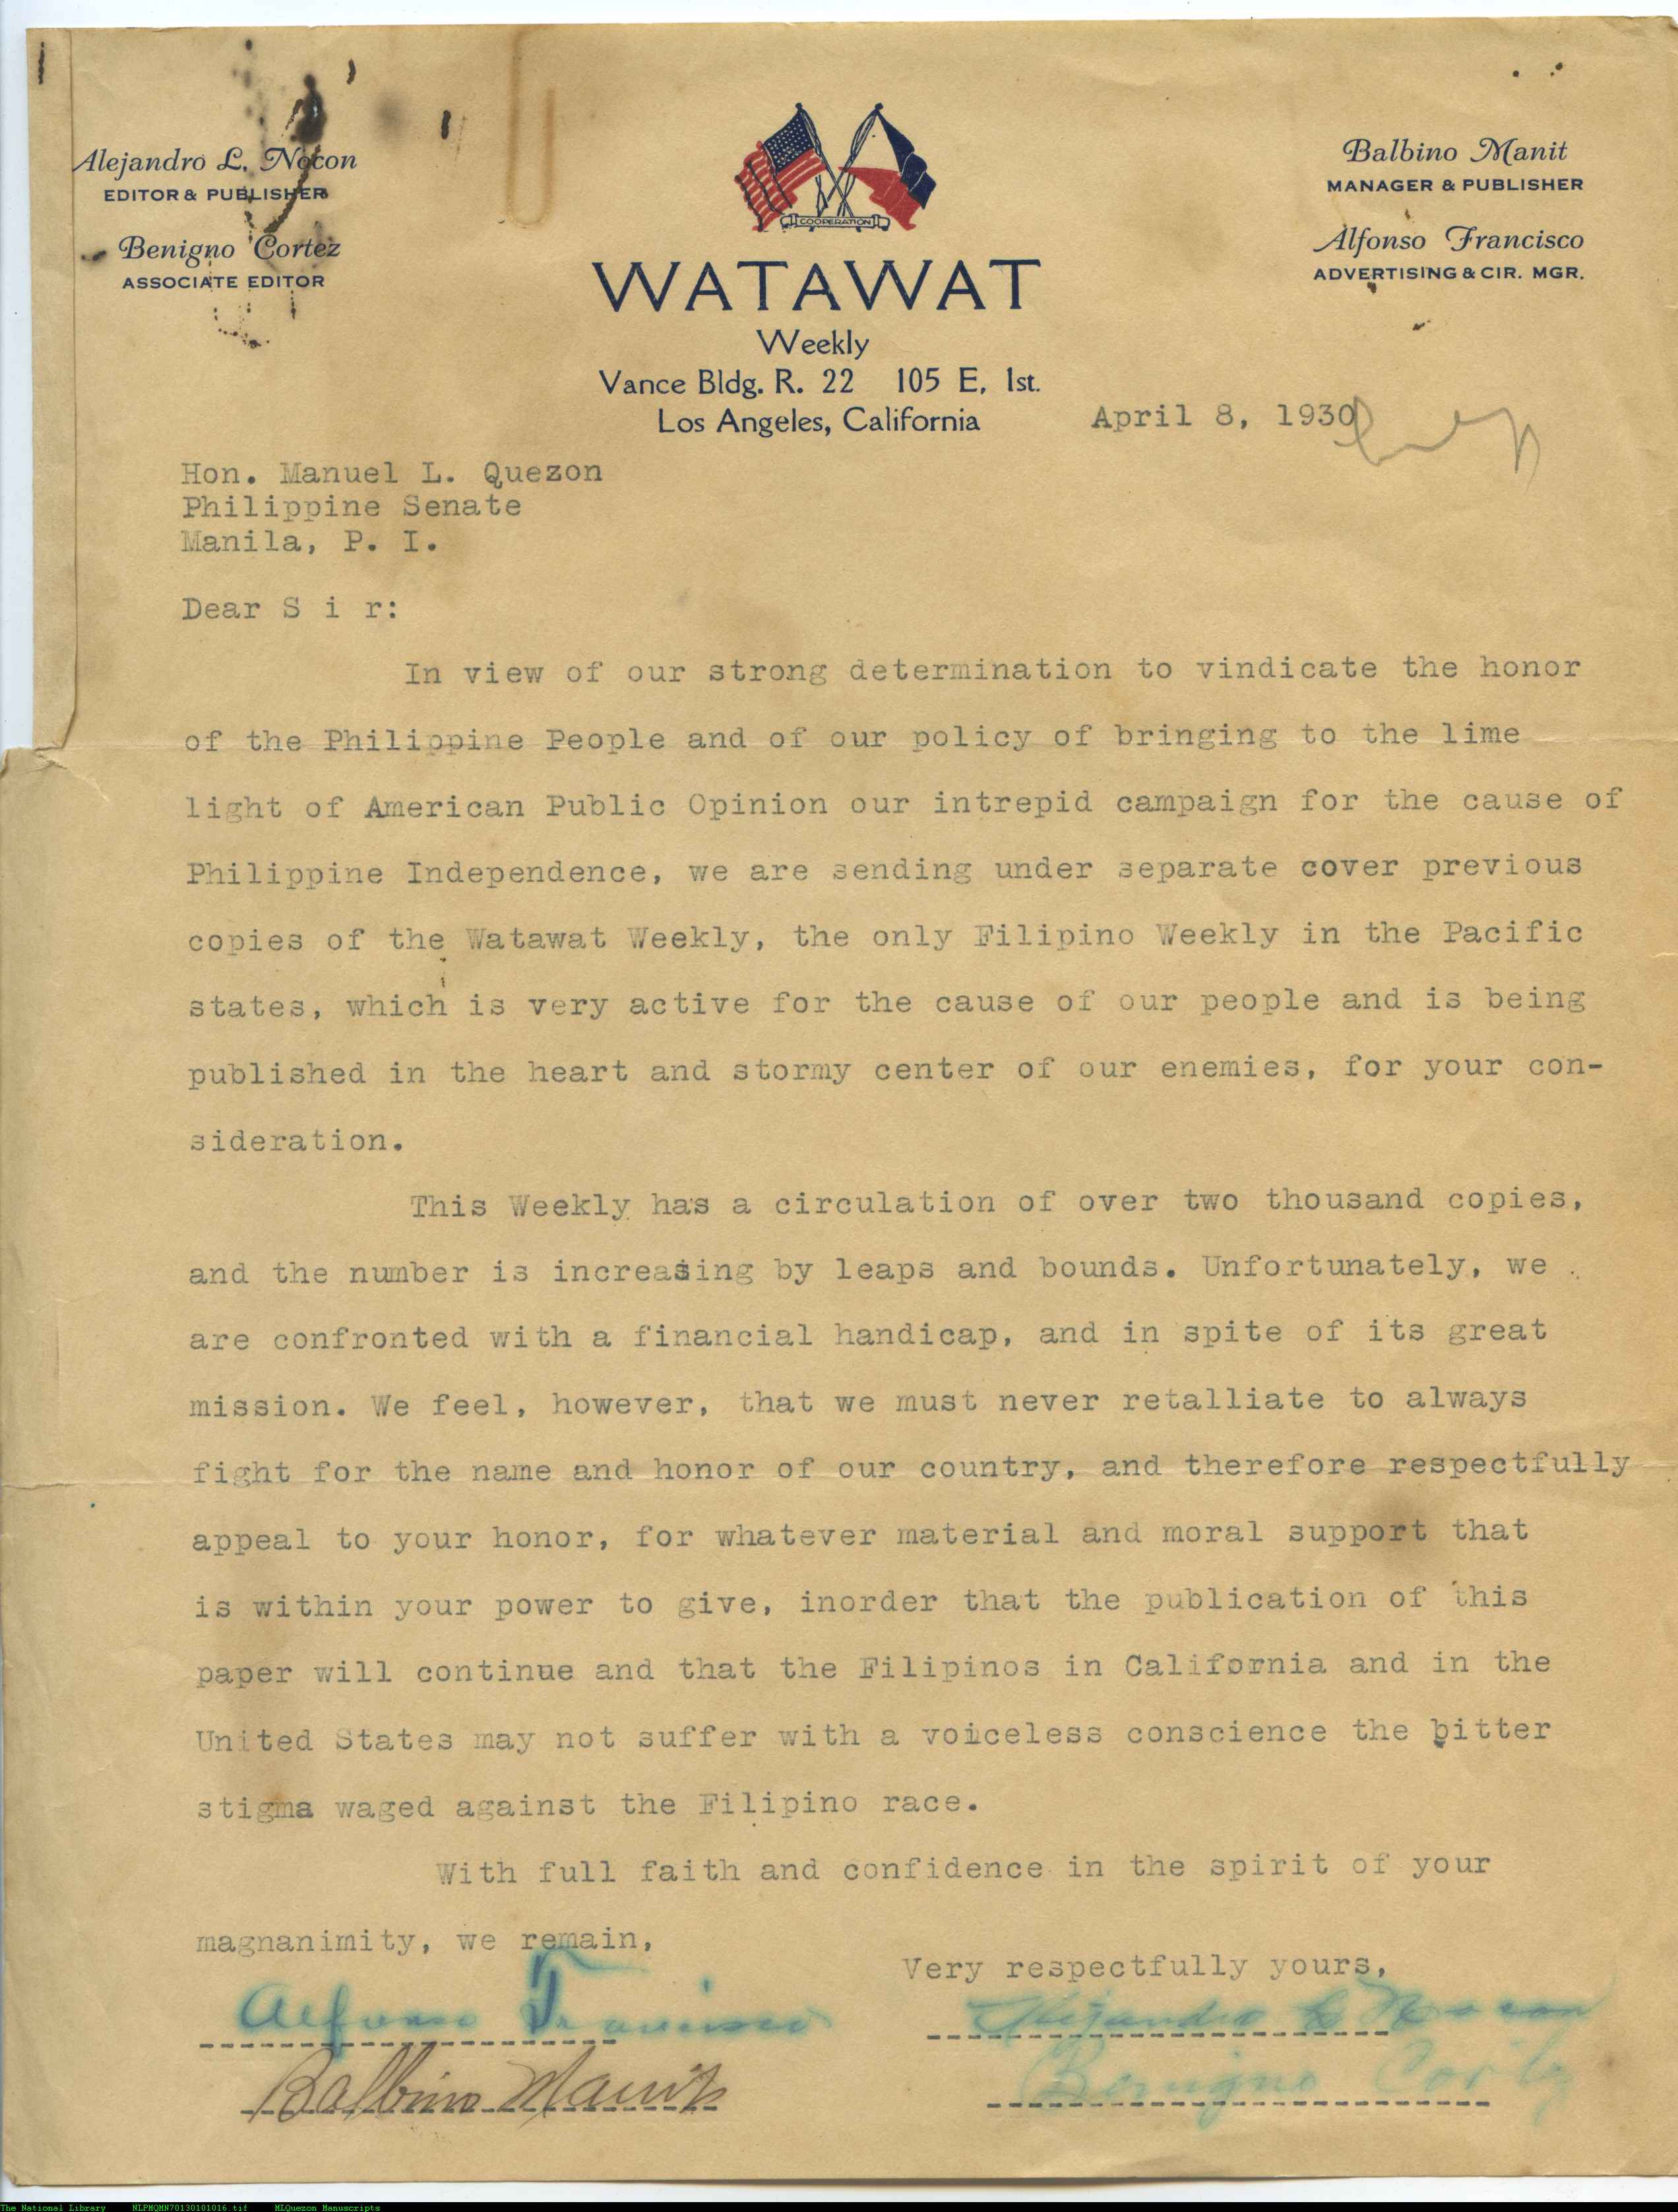 Alejandro L. Nocon
EDITOR & PUBLISHER
Benigno Cortez
ASSOCIATE EDITOR
COOPERATION
WATAWAT
Weekly
Vance Bldg. R. 22 105 E. 1st.
Los Angeles, California
Balbino Manit
MANAGER & PUBLISHER
Alfonso Francisco
ADVERTISING & CIR. MGR.
April 8, 1930
Hon. Manuel L. Quezon
Philippine Senate
Manila, P. I.
Dear S i r:
In view of our strong determination to vindicate the honor
of the Philippine People and of our policy of bringing to the lime
light of American Public Opinion our intrepid campaign for the cause of
Philippine Independence, we are sending under separate cover previous
copies of the Watawat Weekly, the only Filipino Weekly in the Pacific
states, which is very active for the cause of our people and is being
published in the heart and stormy center of our enemies, for your con-
sideration.
This Weekly has a circulation of over two thousand copies,
and the number is increasing by leaps and bounds. Unfortunately, we
are confronted with a financial handicap, and in spite of its great
mission. We feel, however, that we must never retalliate to always
fight for the name and honor of our country, and therefore respectfully
appeal to your honor, for whatever material and moral support that
is within your power to give, inorder that the publication of this
paper will continue and that the Filipinos in California and in the
United States may not suffer with a voiceless conscience the bitter
stigma waged against the Filipino race.
With full faith and confidence in the spirit of your
magnanimity, we remain,
Very respectfully yours,
Alfonso Francisco
Alejandro L. Nocon
Balbino Manit
Benigno Cortez
The National Library NLPMQMN70130101016.tif MLQuezon Manuscripts